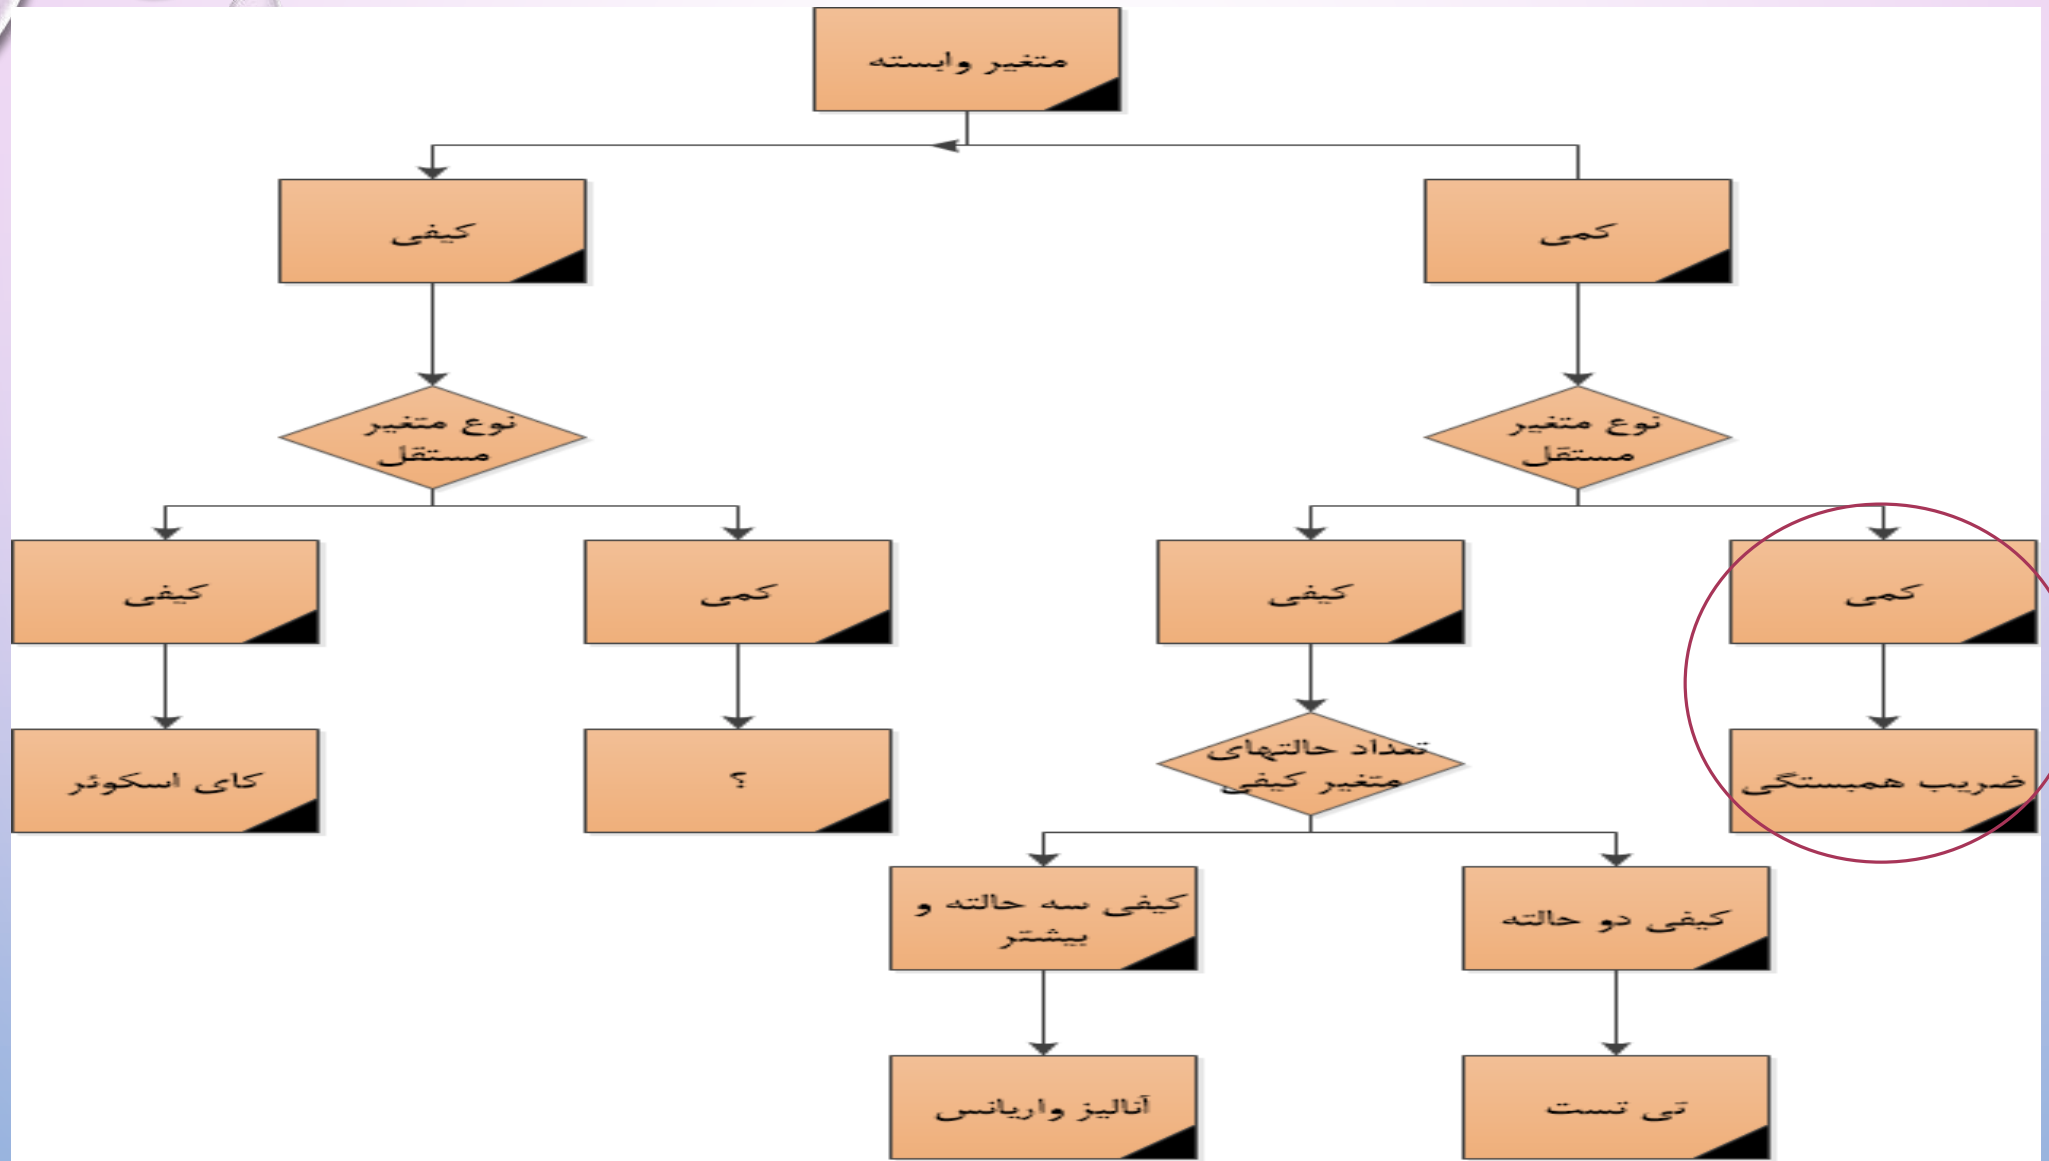 متغیر وابسته
کمی
کیفی
نوع متغیر
مستقل
نوع متغیر
مستقل
کمی
کیفی
کمی
کیفی
ضریب همبستگی
تعداد حالتهای
متغیر کیفی
؟
کای اسکوئر
کیفی دو حالته
کیفی سه حالته و
بیشتر
تی تست
آنالیز واریانس